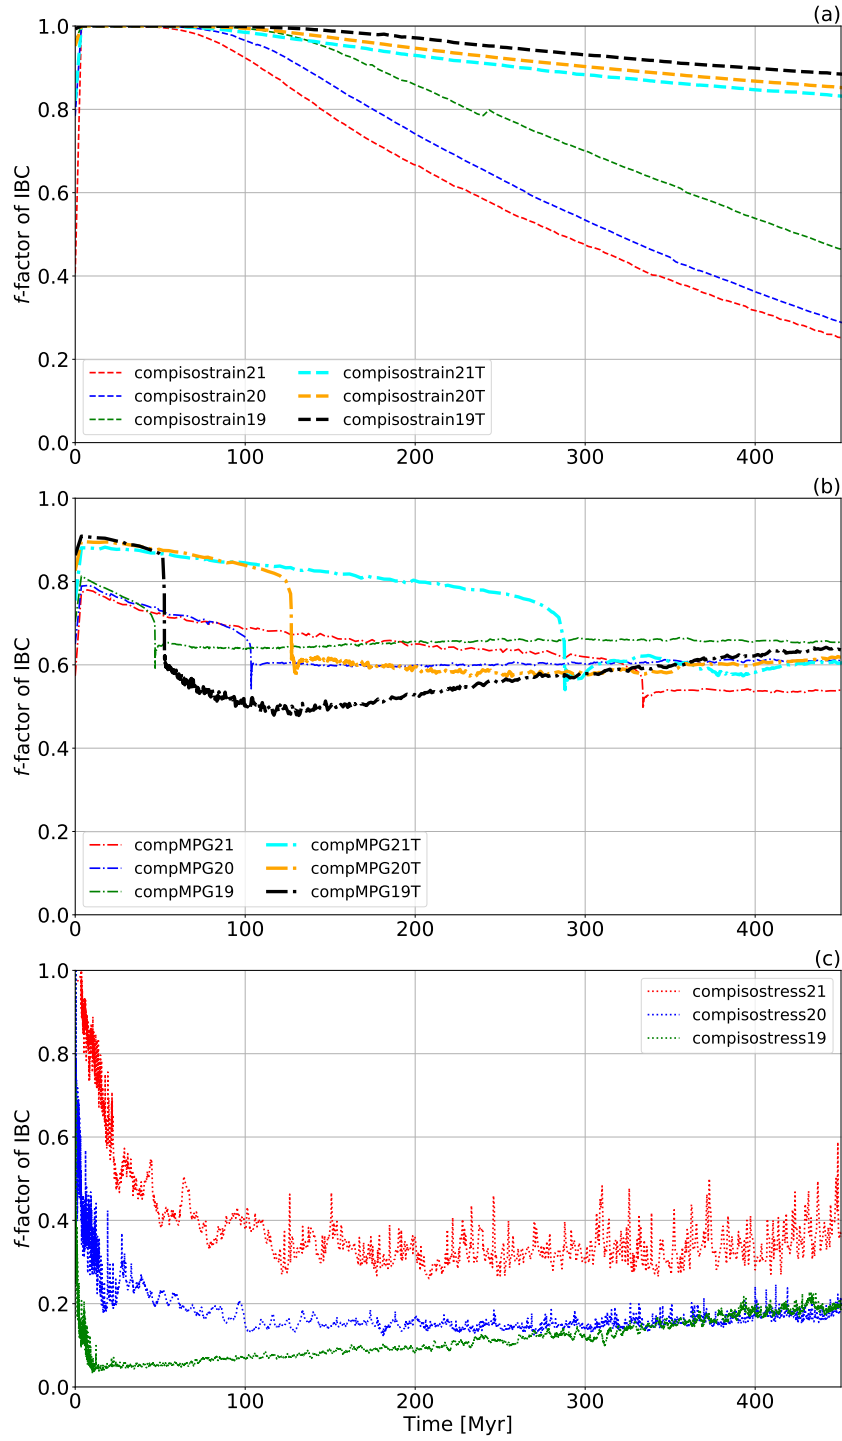 (a)
1.0
0.8
0.6
0.4
0.2
0.0
f-factor of IBC
compisostrain21
compisostrain20
compisostrain19
compisostrain21T
compisostrain20T
compisostrain19T
0 100 200 300 400
(b)
1.0
0.8
0.6
0.4
0.2
0.0
f-factor of IBC
compMPG21
compMPG20
compMPG19
compMPG21T
compMPG20T
compMPG19T
0 100 200 300 400
(c)
1.0
0.8
0.6
0.4
0.2
0.0
f-factor of IBC
compisostress21
compisostress20
compisostress19
0 100 200 300 400
Time [Myr]